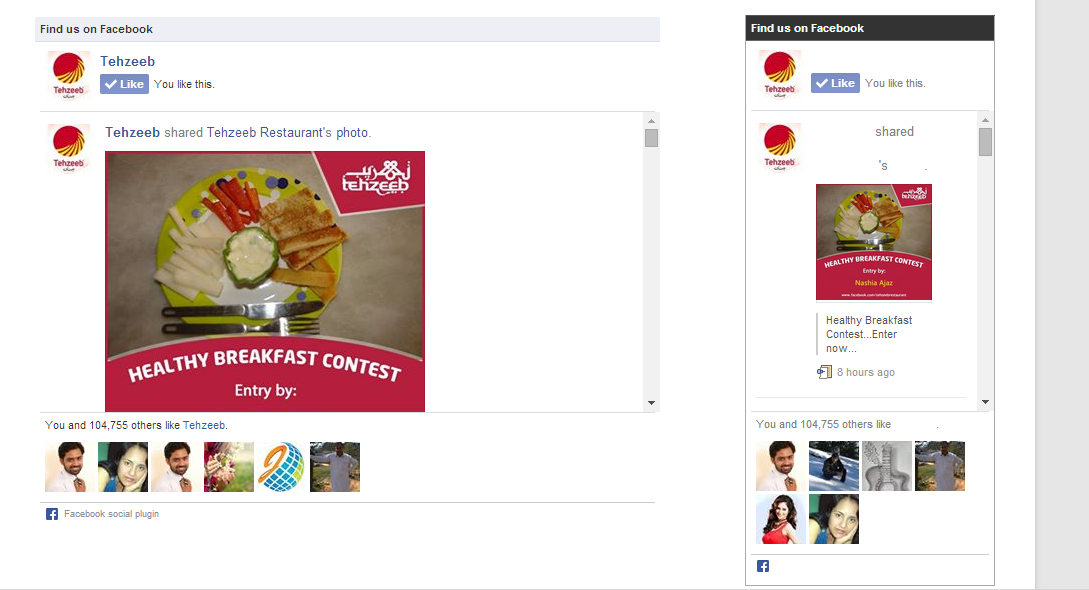 Find us on Facebook
Tehzeeb
Tehzeeb
Like You like this.
Tehzeeb
Tehzeeb shared Tehzeeb Restaurant's photo.
tehzeeb
HEALTHY BREAKFAST CONTEST
Entry by:
You and 104,755 others like Tehzeeb.
Facebook social plugin
Find us on Facebook
Tehzeeb
Like You like this.
Tehzeeb
shared
's .
tehzeeb
HEALTHY BREAKFAST CONTEST
Entry by:
Nashia Ajaz
www.facebook.com/tehzeebrestaurant
Healthy Breakfast
Contest...Enter
now...
8 hours ago
You and 104,755 others like .